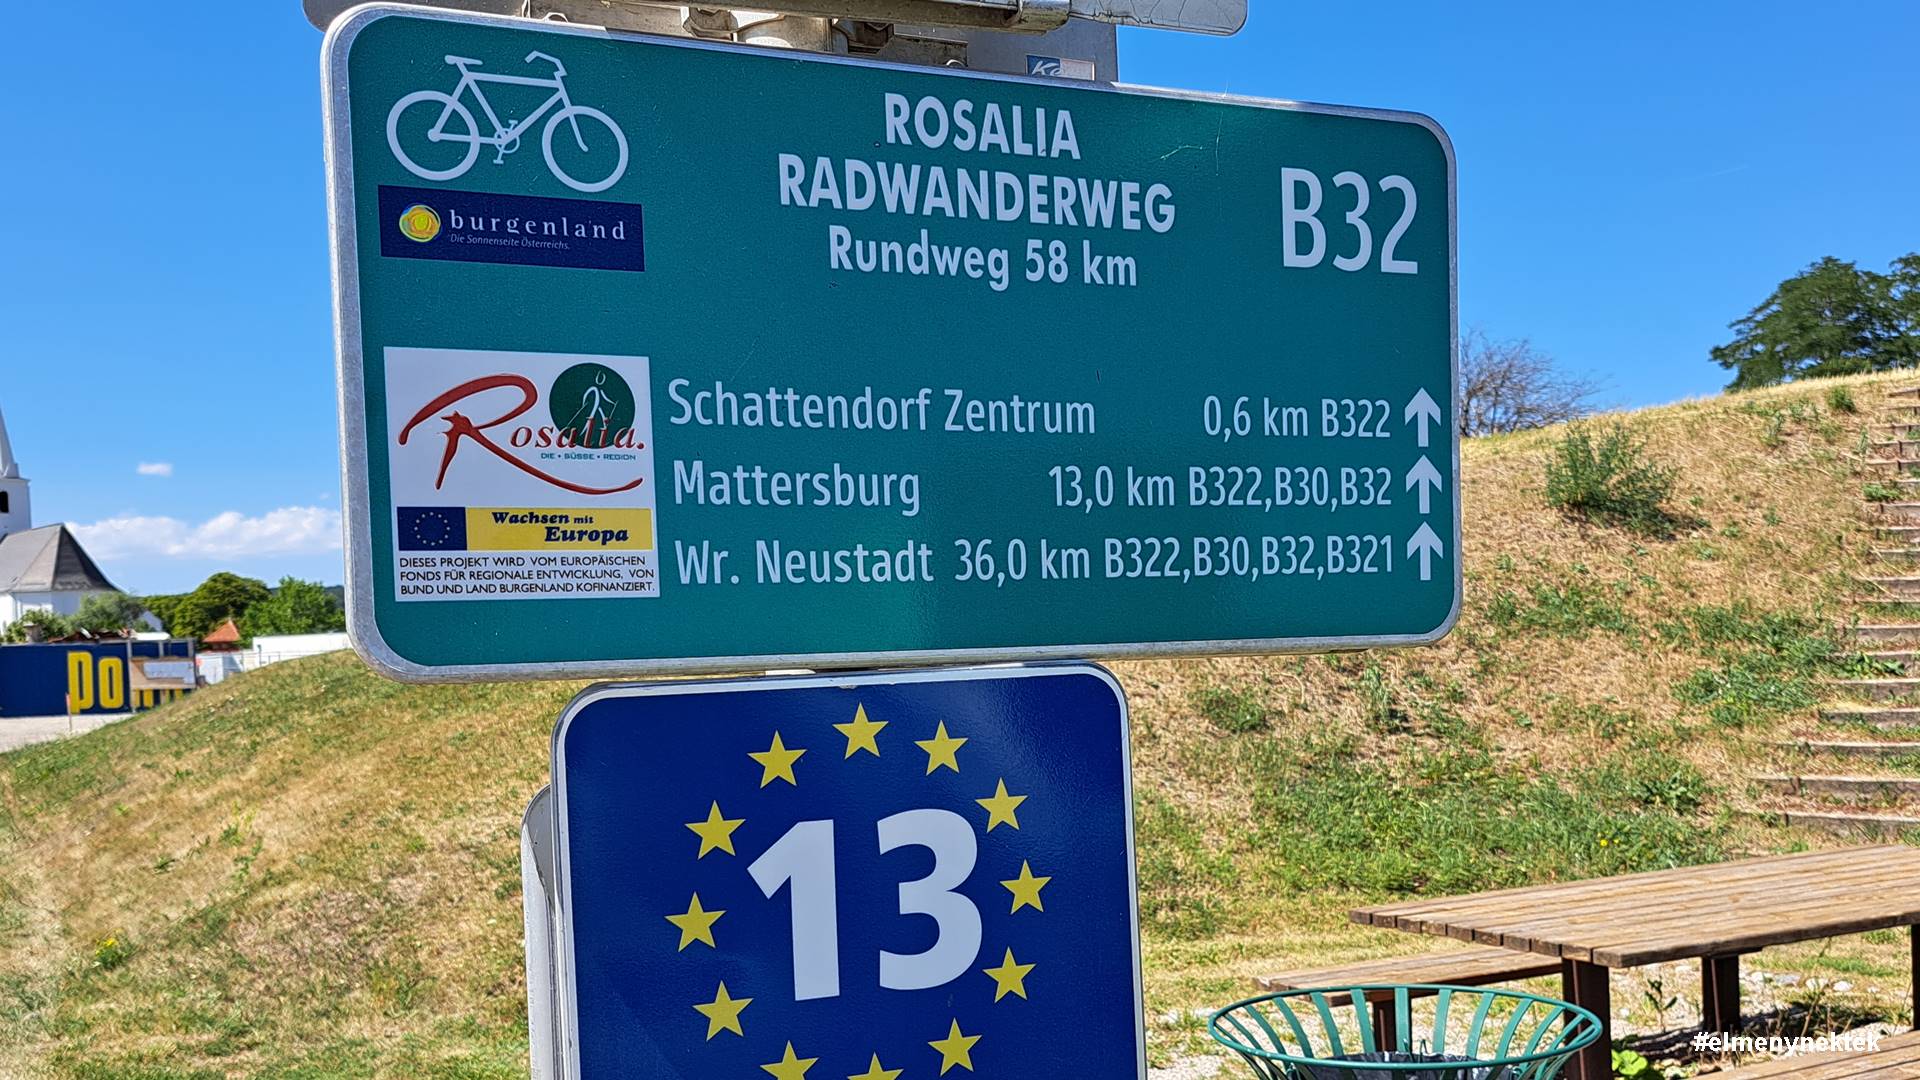 ROSALIA
RADWANDERWEG
Rundweg 58 km
B32
burgenland
Die Sonnenseite Österreichs.
Rosalia.
DIE • SÜSSE • REGION
Wachsen mit
Europa
DIESES PROJEKT WIRD VOM EUROPÄISCHEN
FONDS FÜR REGIONALE ENTWICKLUNG, VON
BUND UND LAND BURGENLAND KOFINANZIERT.
Schattendorf Zentrum 0,6 km B322
Mattersburg 13,0 km B322,B30,B32
Wr. Neustadt 36,0 km B322,B30,B32,B321
13
#elmenynektek